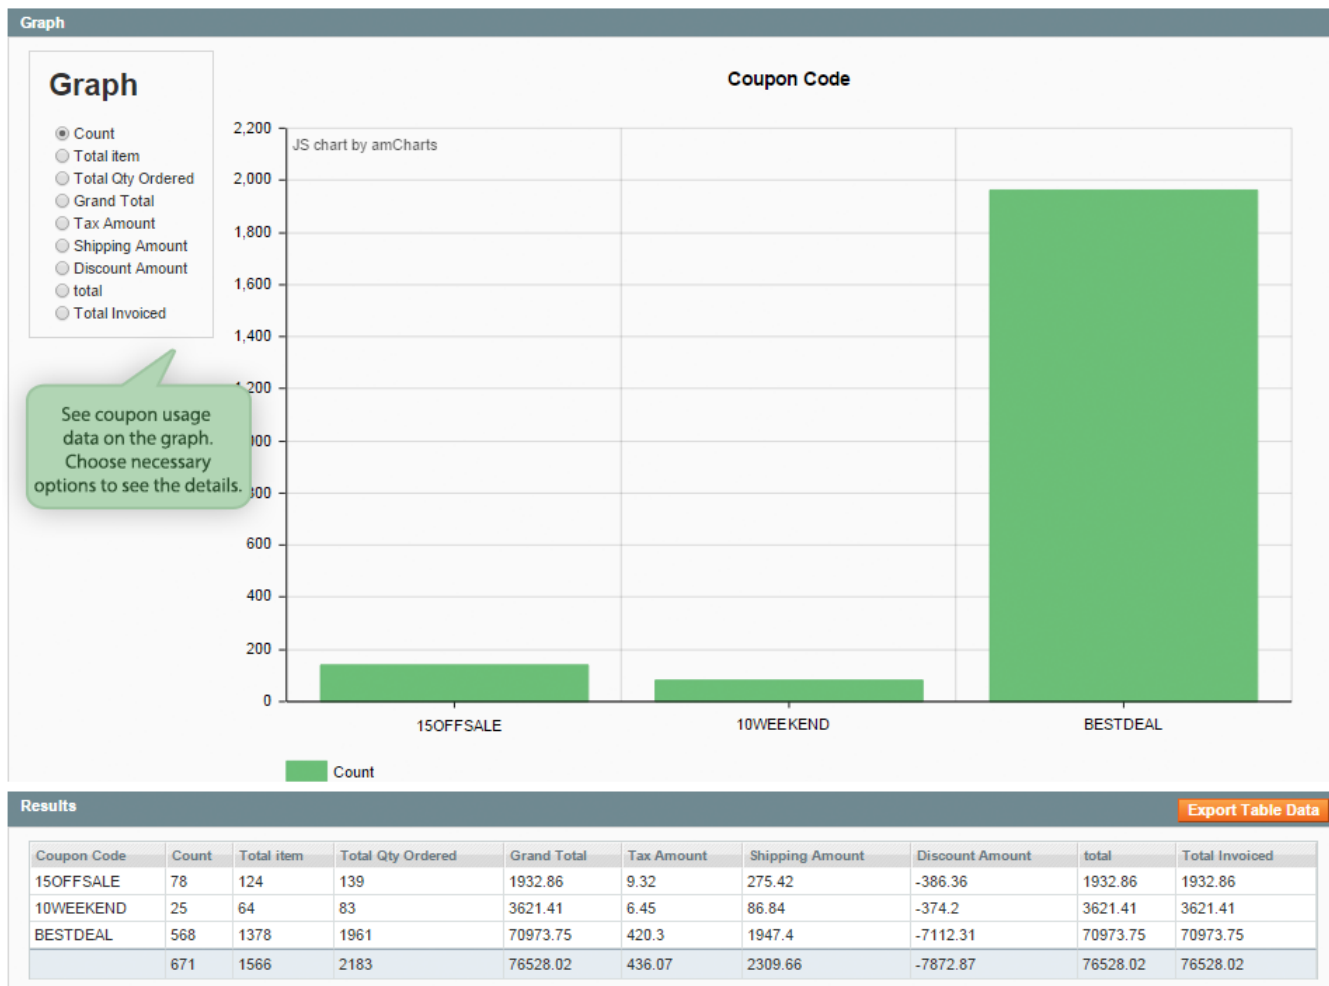 Graph
Graph
Count
Total item
Total Qty Ordered
Grand Total
Tax Amount
Shipping Amount
Discount Amount
total
Total Invoiced
See coupon usage
data on the graph.
Choose necessary
options to see the details.
Coupon Code
JS chart by amCharts
2,200
2,000
1,800
1,600
1,400
200
00
800
600
400
200
0
15OFFSALE
10WEEKEND
BESTDEAL
Count
Results
Export Table Data
Coupon Code Count Total item Total Qty Ordered Grand Total Tax Amount Shipping Amount Discount Amount total Total Invoiced
15OFFSALE 78 124 139 1932.86 9.32 275.42 -386.36 1932.86 1932.86
10WEEKEND 25 64 83 3621.41 6.45 86.84 -374.2 3621.41 3621.41
BESTDEAL 568 1378 1961 70973.75 420.3 1947.4 -7112.31 70973.75 70973.75
671 1566 2183 76528.02 436.07 2309.66 -7872.87 76528.02 76528.02